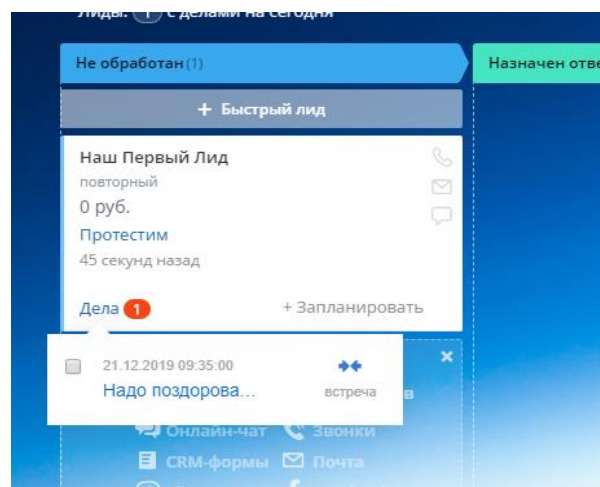 Лиды: 1 с делами на сегодня
Не обработан (1)
Назначен отве
+ Быстрый лид
Наш Первый Лид
повторный
0 руб.
Протестим
45 секунд назад
Дела 1
+ Запланировать
21.12.2019 09:35:00
Надо поздорова...
встреча
в
Онлайн-чат
Звонки
CRM-формы
Почта